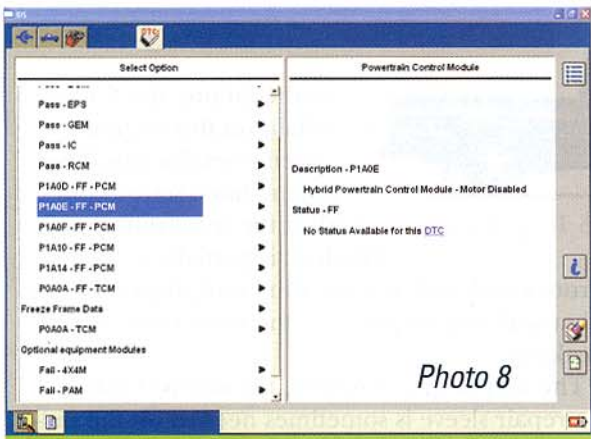 IDS
DTC
Select Option
Pass - EPS
Pass - GEM
Pass - IC
Pass - RCM
P1A0D - FF - PCM
P1A0E - FF - PCM
P1A0F - FF - PCM
P1A10 - FF - PCM
P1A14 - FF - PCM
P0A0A - FF - TCM
Freeze Frame Data
P0A0A - TCM
Optional equipment Modules
Fail - 4X4M
Fail - PAM
Powertrain Control Module
Description - P1A0E
Hybrid Powertrain Control Module - Motor Disabled
Status - FF
No Status Available for this DTC
Photo 8